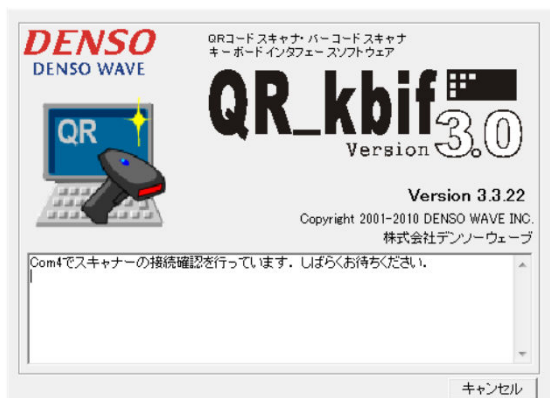 DENSO
DENSO WAVE
QRコードスキャナ・バーコードスキャナ
キーボードインタフェースソフトウェア
QR_kbif
Version 3.0
QR
Version 3.3.22
Copyright 2001-2010 DENSO WAVE INC.
株式会社デンソーウェーブ
Com4でスキャナーの接続確認を行っています．しばらくお待ちください．
キャンセル